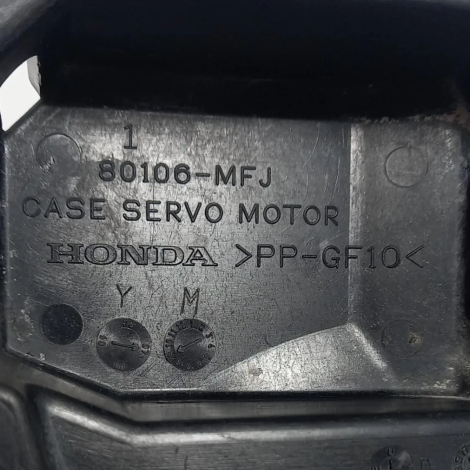 1
80106-MFJ
CASE SERVO MOTOR
HONDA >PP-GF10<
Y M